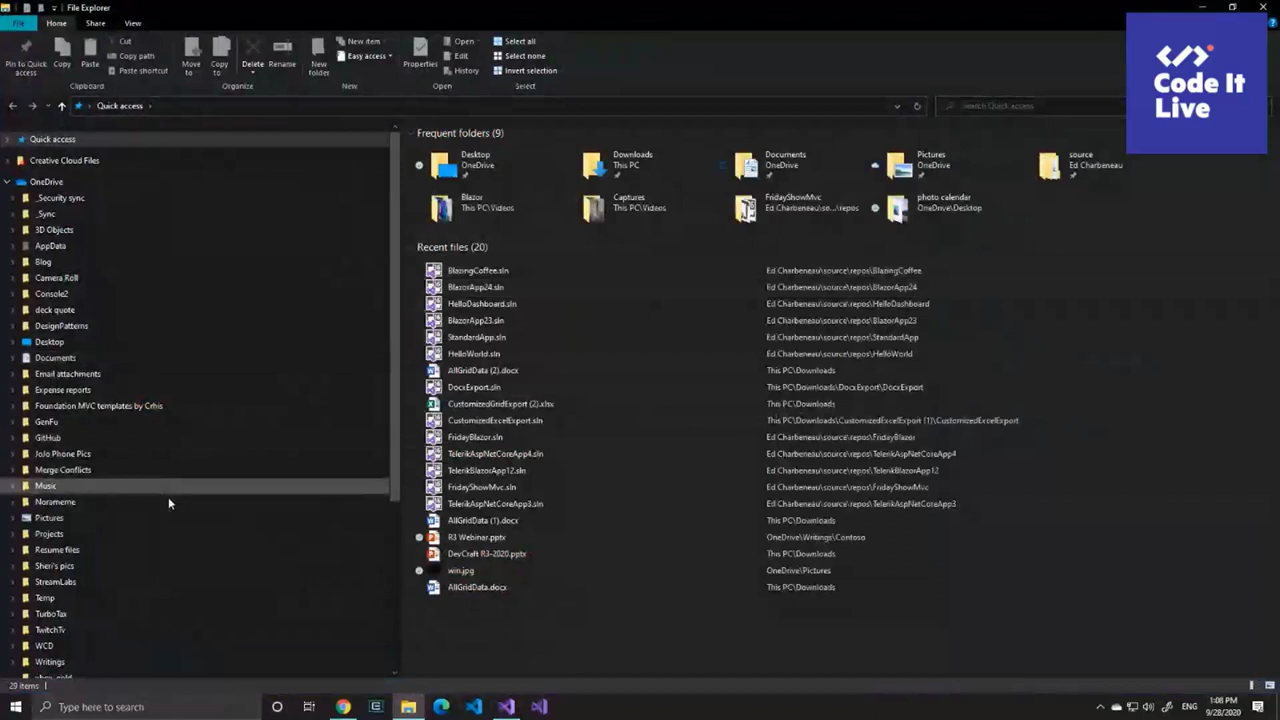 File Explorer
File Home Share View
Pin to Quick access
Copy
Paste
Cut
Copy path
Paste shortcut
Clipboard
Move to
Copy to
Delete
Rename
Organize
New folder
New item
Easy access
New
Properties
Open
Edit
History
Open
Select all
Select none
Invert selection
Select
Code It
Live
Quick access
Search Quick access
Quick access
Creative Cloud Files
OneDrive
_Security sync
_Sync
3D Objects
AppData
Blog
Camera Roll
Console2
deck quote
DesignPatterns
Desktop
Documents
Email attachments
Expense reports
Foundation MVC templates by Crhis
GenFu
GitHub
JoJo Phone Pics
Merge Conflicts
Music
Norameme
Pictures
Projects
Resume files
Sheri's pics
StreamLabs
Temp
TurboTax
TwitchTv
WCD
Writings
Frequent folders (9)
Desktop
OneDrive
Downloads
This PC
Documents
OneDrive
Pictures
OneDrive
source
Ed Charbeneau
Blazor
This PC\Videos
Captures
This PC\Videos
FridayShowMvc
Ed Charbeneau\so...\repos
photo calendar
OneDrive\Desktop
Recent files (20)
BlazingCoffee.sln Ed Charbeneau\source\repos\BlazingCoffee
BlazorApp24.sln Ed Charbeneau\source\repos\BlazorApp24
HelloDashboard.sln Ed Charbeneau\source\repos\HelloDashboard
BlazorApp23.sln Ed Charbeneau\source\repos\BlazorApp23
StandardApp.sln Ed Charbeneau\source\repos\StandardApp
HelloWorld.sln Ed Charbeneau\source\repos\HelloWorld
AllGridData (2).docx This PC\Downloads
DocxExport.sln This PC\Downloads\DocxExport\DocxExport
CustomizedGridExport (2).xlsx This PC\Downloads
CustomizedExcelExport.sln This PC\Downloads\CustomizedExcelExport (1)\CustomizedExcelExport
FridayBlazor.sln Ed Charbeneau\source\repos\FridayBlazor
TelerikAspNetCoreApp4.sln Ed Charbeneau\source\repos\TelerikAspNetCoreApp4
TelerikBlazorApp12.sln Ed Charbeneau\source\repos\TelerikBlazorApp12
FridayShowMvc.sln Ed Charbeneau\source\repos\FridayShowMvc
TelerikAspNetCoreApp3.sln Ed Charbeneau\source\repos\TelerikAspNetCoreApp3
AllGridData (1).docx This PC\Downloads
R3 Webinar.pptx OneDrive\Writings\Contoso
DevCraft R3-2020.pptx This PC\Downloads
win.jpg OneDrive\Pictures
AllGridData.docx This PC\Downloads
29 items
Type here to search
ENG
1:08 PM
9/28/2020